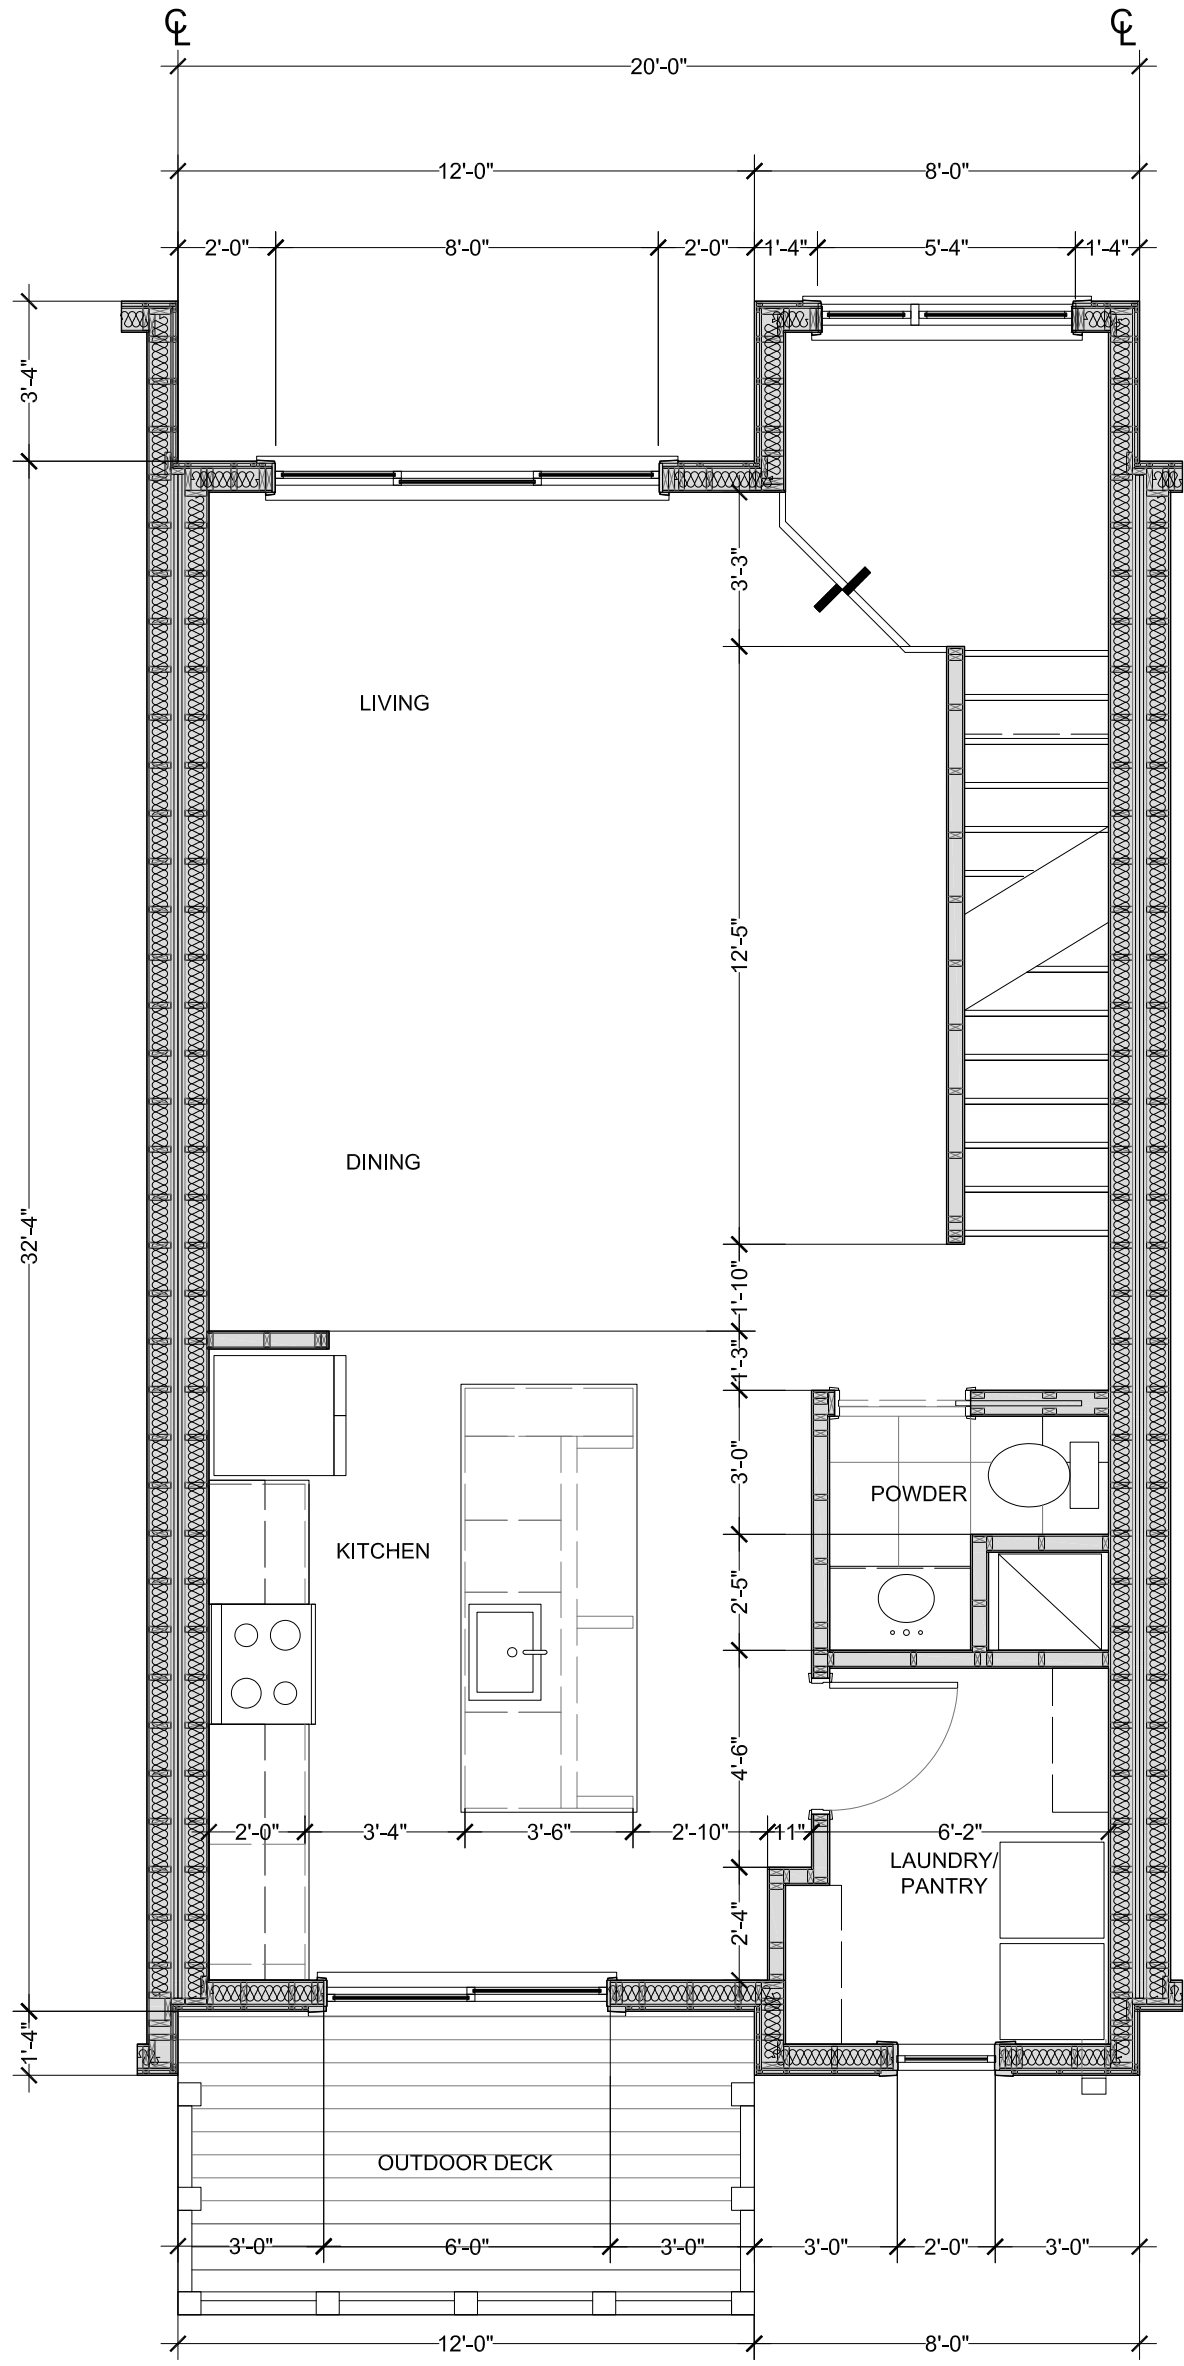 ℄ ℄
20'-0"
12'-0" 8'-0"
2'-0" 8'-0" 2'-0" 1'-4" 5'-4" 1'-4"
3'-4"
3'-3"
LIVING
12'-5"
DINING
32'-4"
1'-10"
1'-3"
3'-0"
POWDER
KITCHEN
2'-5"
4'-6"
2'-0" 3'-4" 3'-6" 2'-10" 11" 6'-2"
LAUNDRY/
PANTRY
2'-4"
1'-4"
OUTDOOR DECK
3'-0" 6'-0" 3'-0" 3'-0" 2'-0" 3'-0"
12'-0" 8'-0"